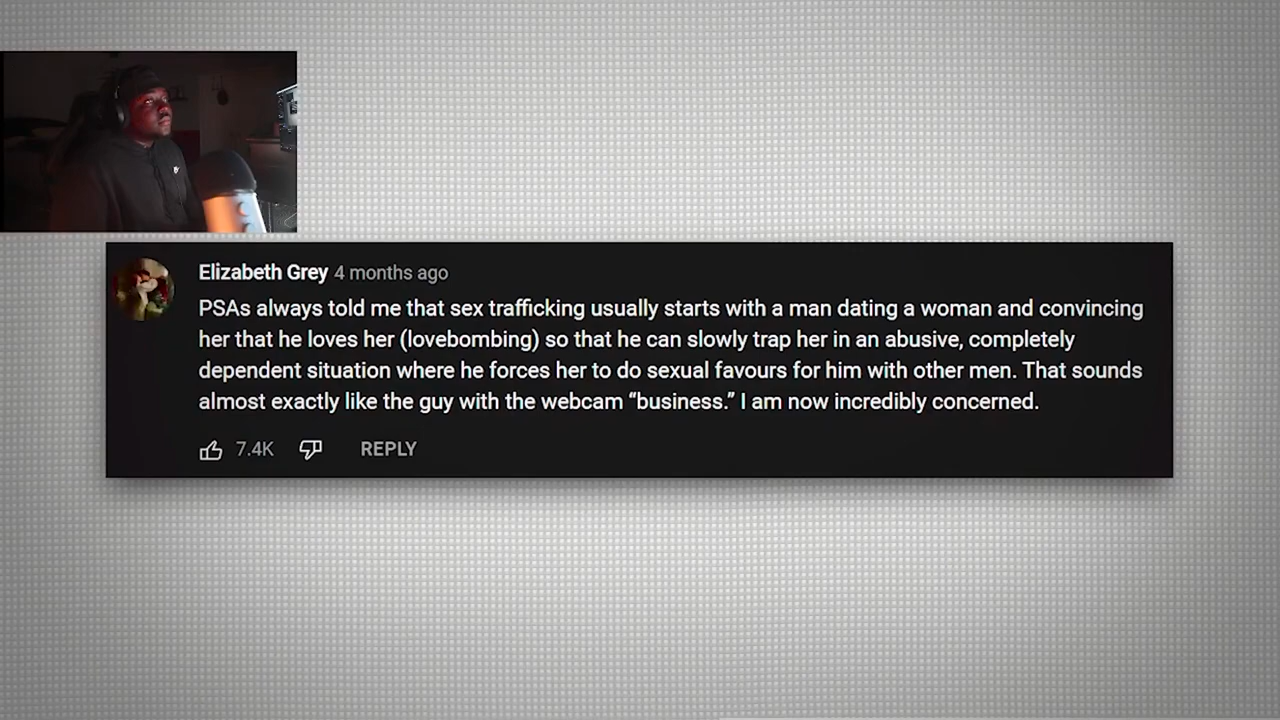 Elizabeth Grey 4 months ago
PSAs always told me that sex trafficking usually starts with a man dating a woman and convincing
her that he loves her (lovebombing) so that he can slowly trap her in an abusive, completely
dependent situation where he forces her to do sexual favours for him with other men. That sounds
almost exactly like the guy with the webcam “business.” I am now incredibly concerned.
7.4K REPLY